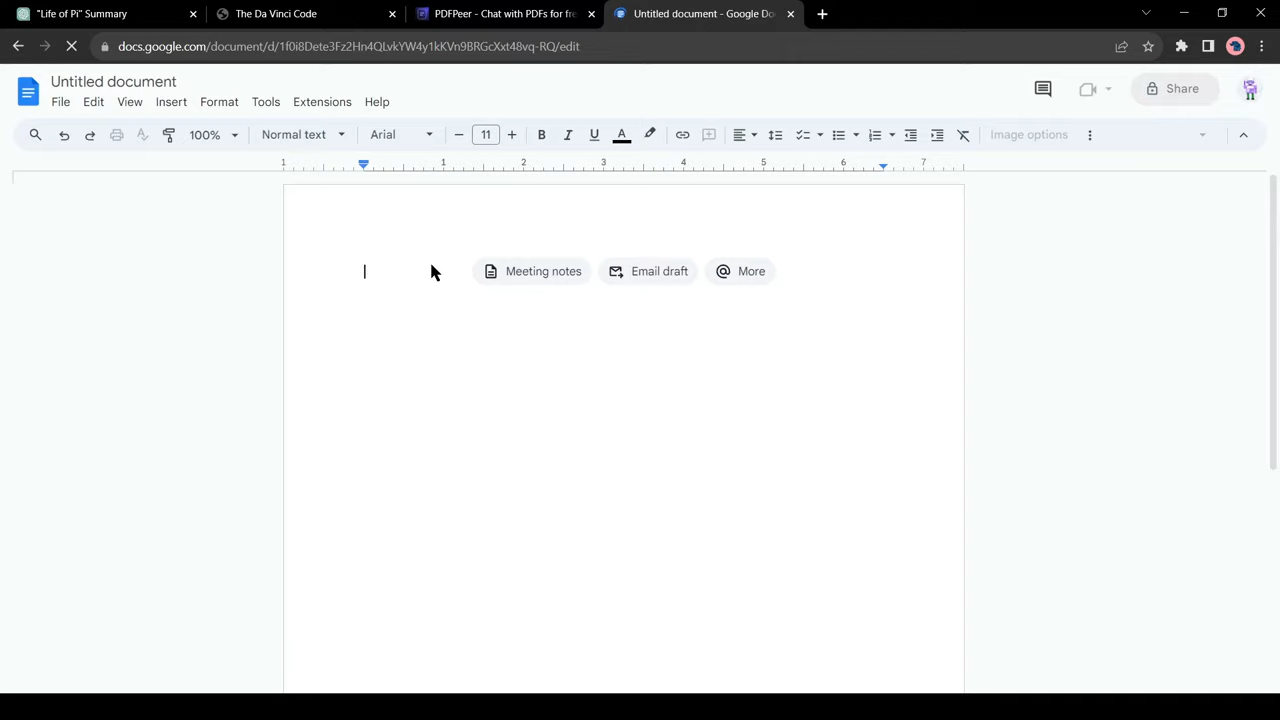 "Life of Pi" Summary
The Da Vinci Code
PDFPeer - Chat with PDFs for fre
Untitled document - Google Do
docs.google.com/document/d/1f0i8Dete3Fz2Hn4QLvkYW4y1kKVn9BRGcXxt48vq-RQ/edit
Untitled document
File Edit View Insert Format Tools Extensions Help
Share
100% Normal text Arial 11 B I U A Image options
1 1 2 3 4 5 6 7
Meeting notes Email draft More